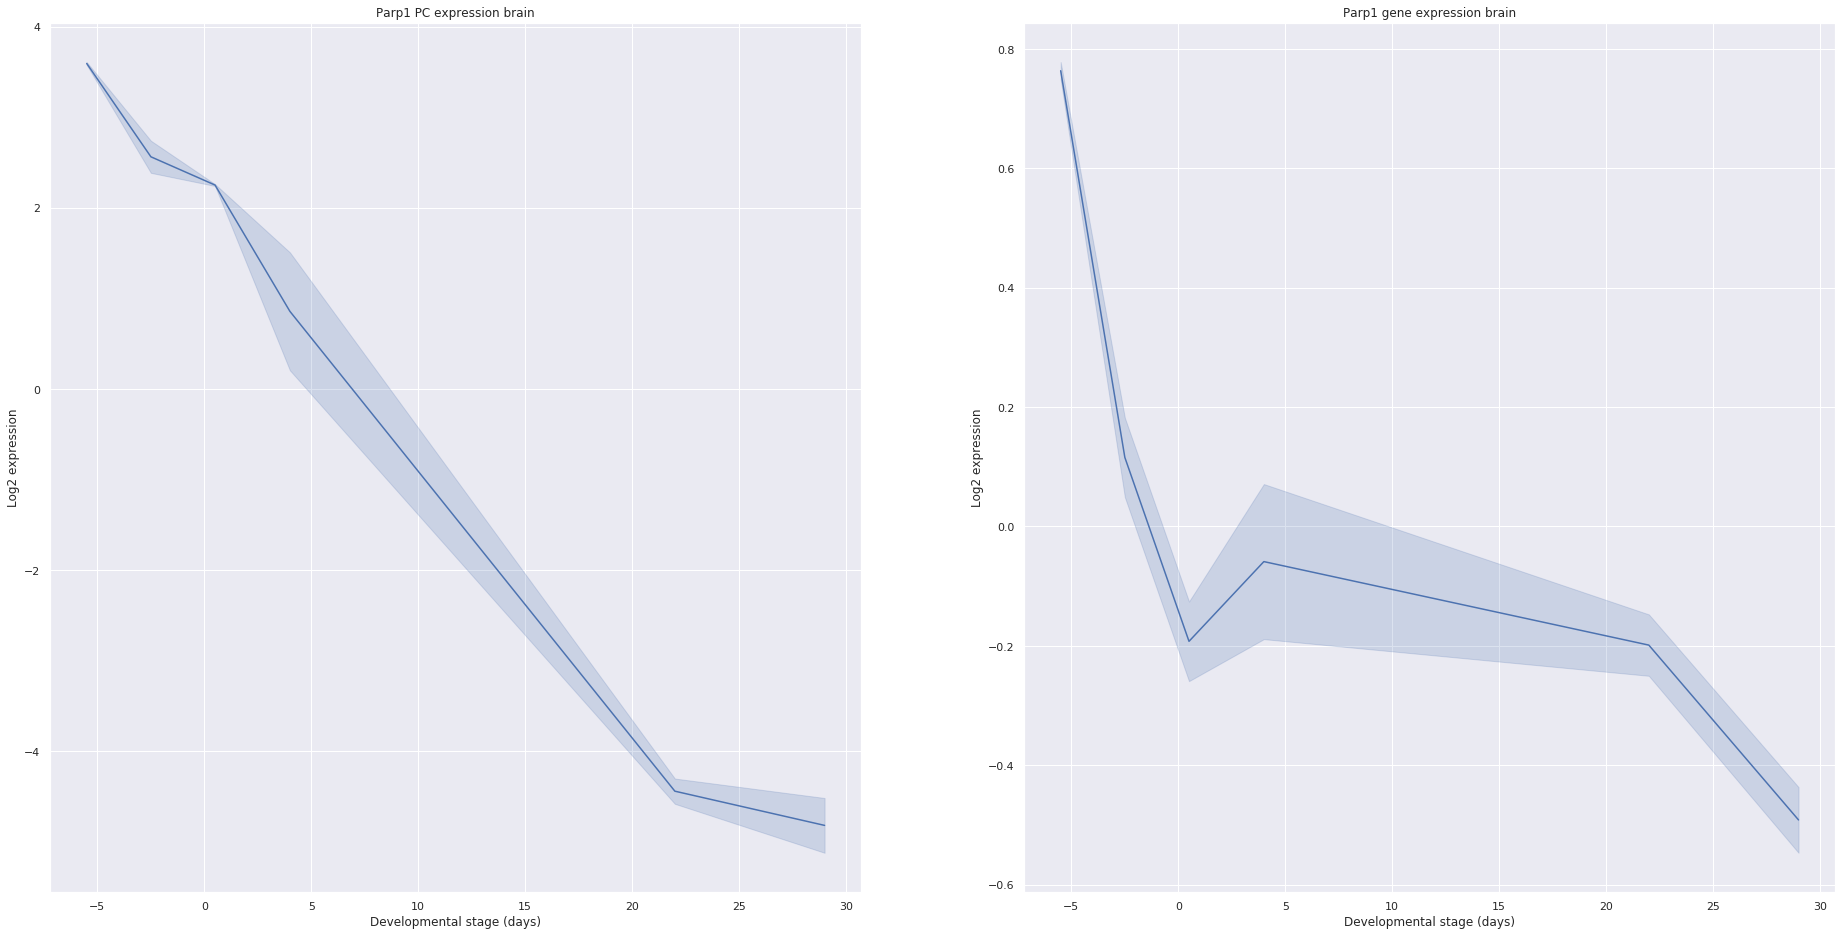 Parp1 PC expression brain
4
2
0
−2
−4
Log2 expression
−5 0 5 10 15 20 25 30
Developmental stage (days)
Parp1 gene expression brain
0.8
0.6
0.4
0.2
0.0
−0.2
−0.4
−0.6
Log2 expression
−5 0 5 10 15 20 25 30
Developmental stage (days)